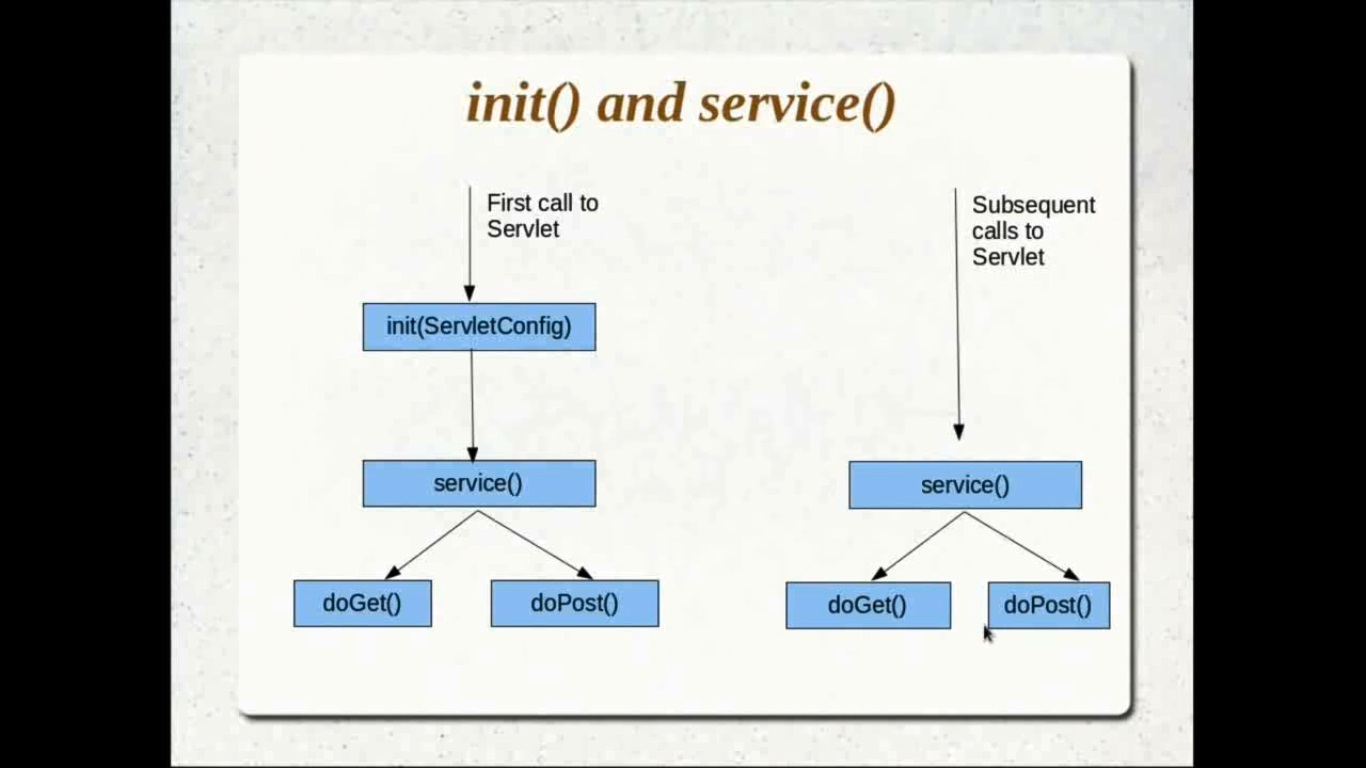 init() and service()
First call to
Servlet
init(ServletConfig)
service()
doGet()
doPost()
Subsequent
calls to
Servlet
service()
doGet()
doPost()